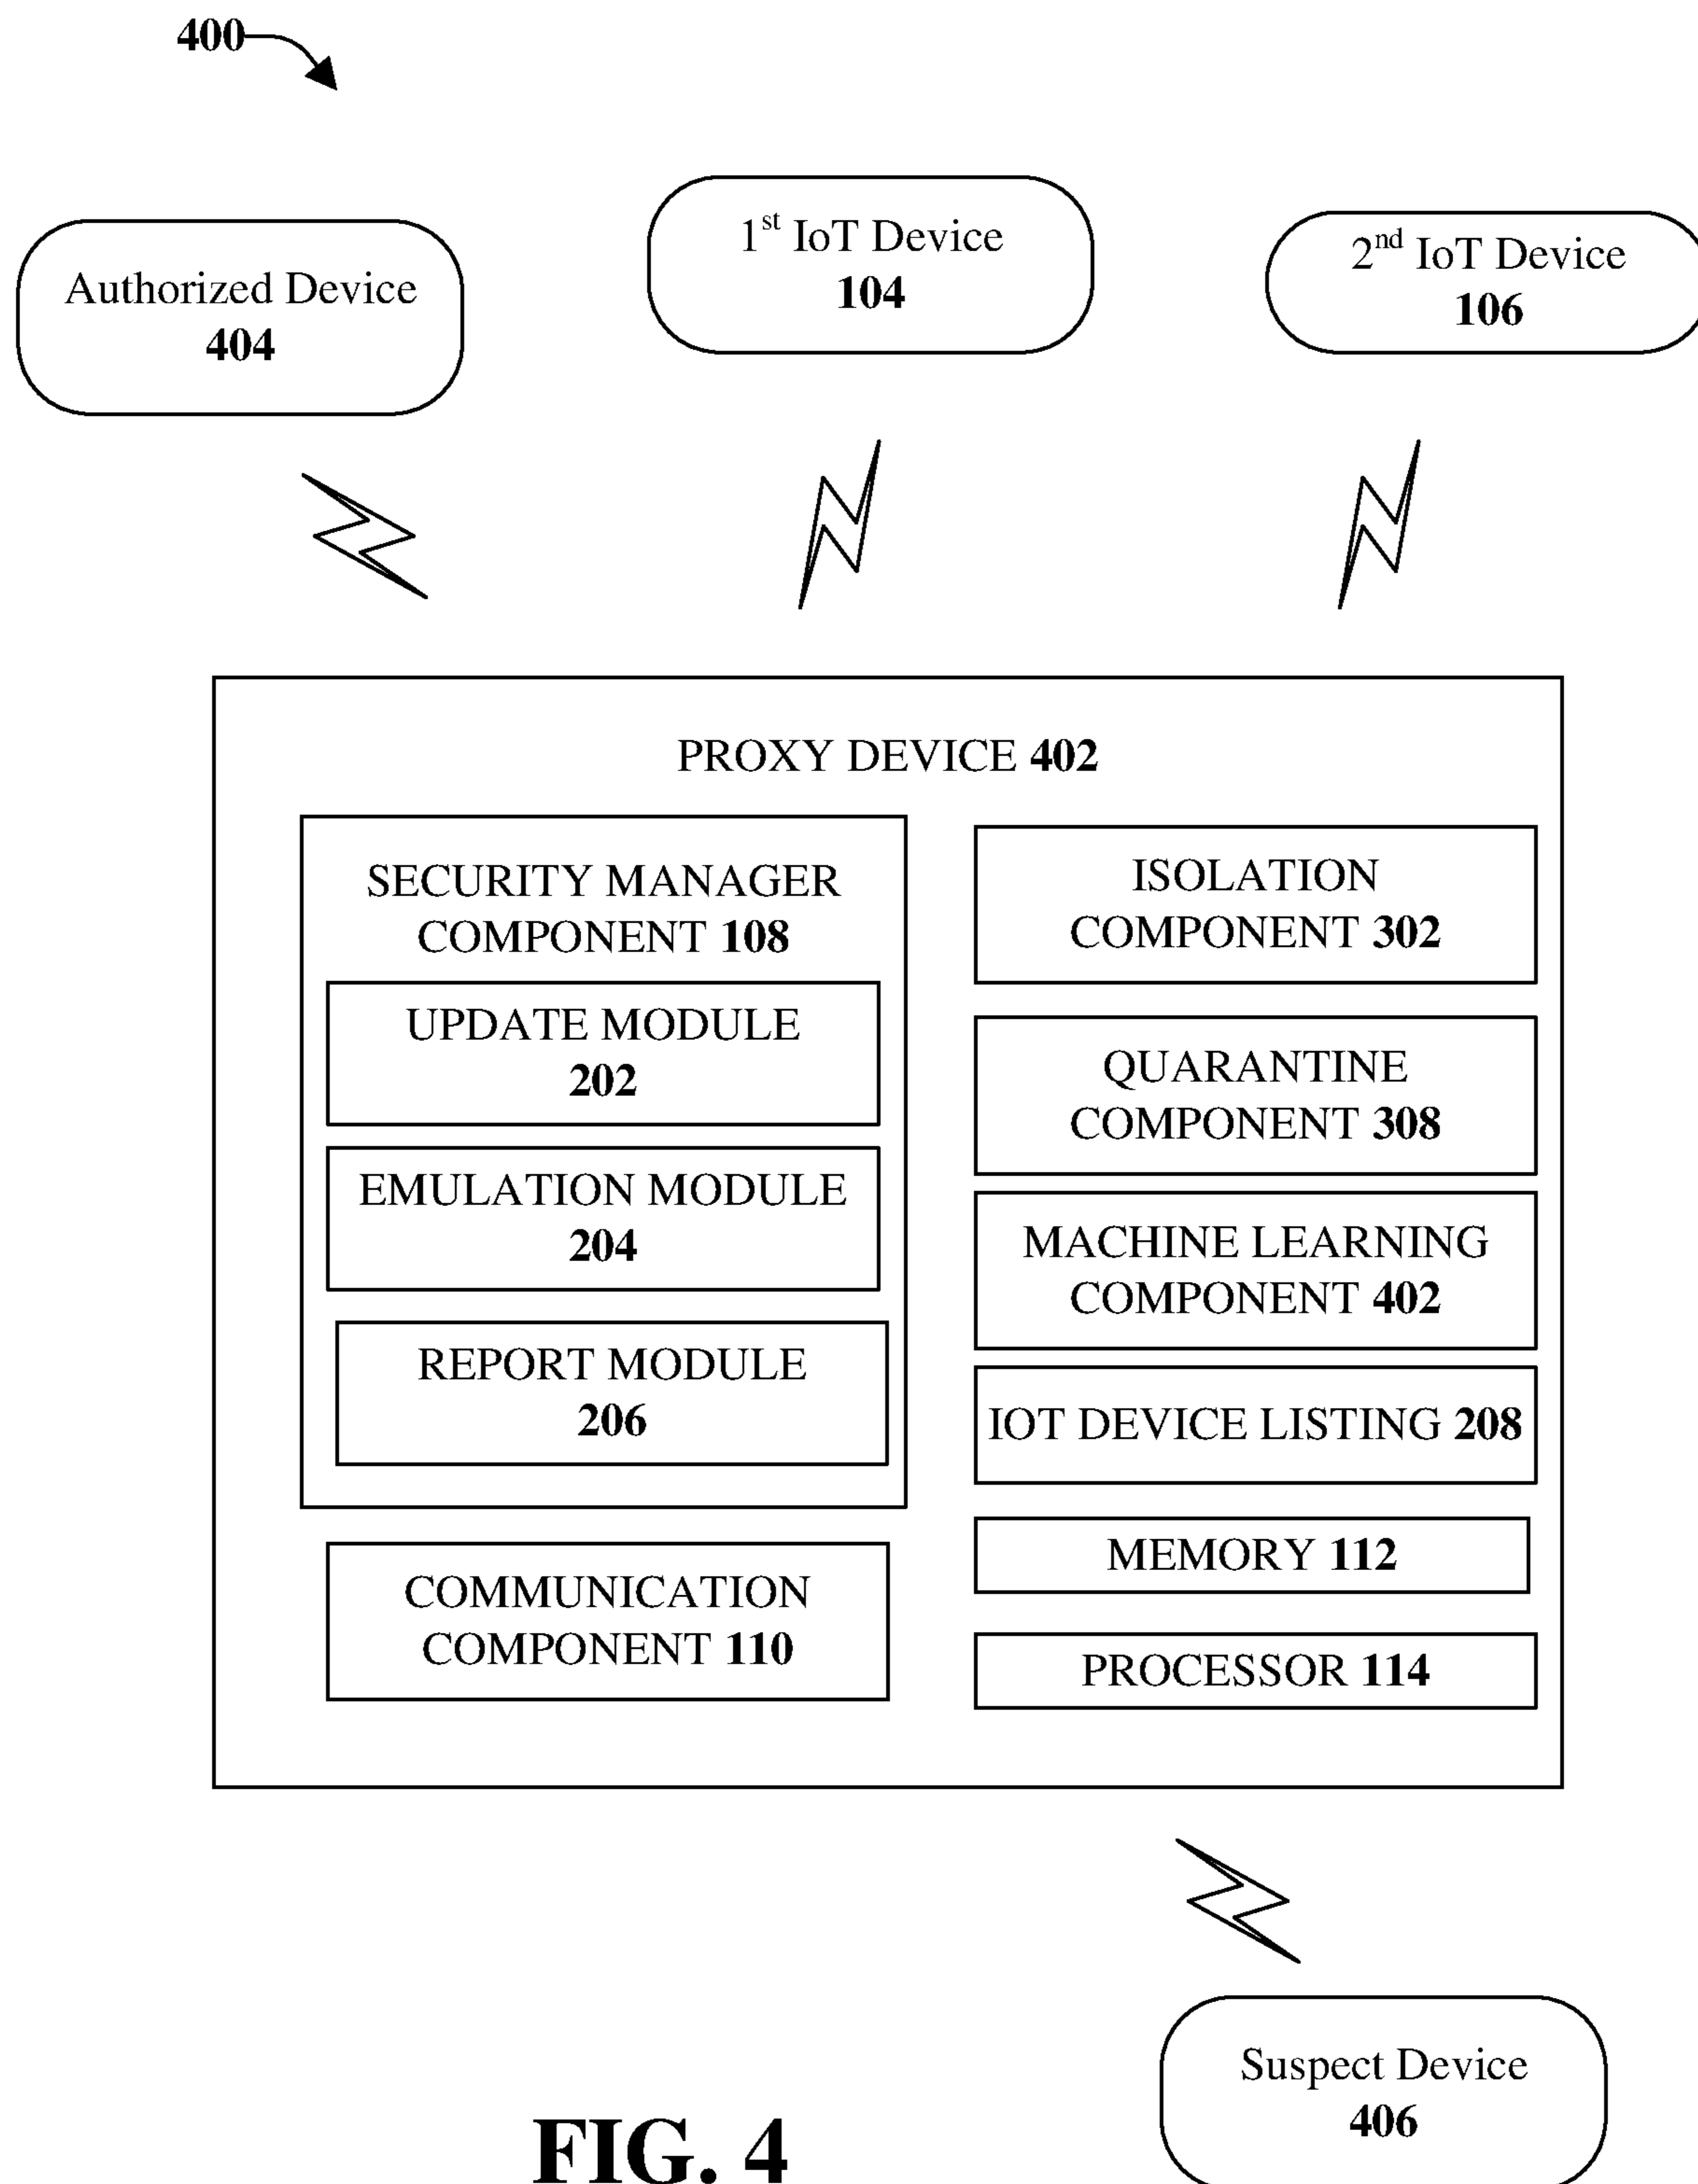 400
1st IoT Device
104
2nd IoT Device
106
Authorized Device
404
PROXY DEVICE 402
SECURITY MANAGER
COMPONENT 108
UPDATE MODULE
202
EMULATION MODULE
204
REPORT MODULE
206
COMMUNICATION
COMPONENT 110
ISOLATION
COMPONENT 302
QUARANTINE
COMPONENT 308
MACHINE LEARNING
COMPONENT 402
IOT DEVICE LISTING 208
MEMORY 112
PROCESSOR 114
Suspect Device
406
FIG. 4